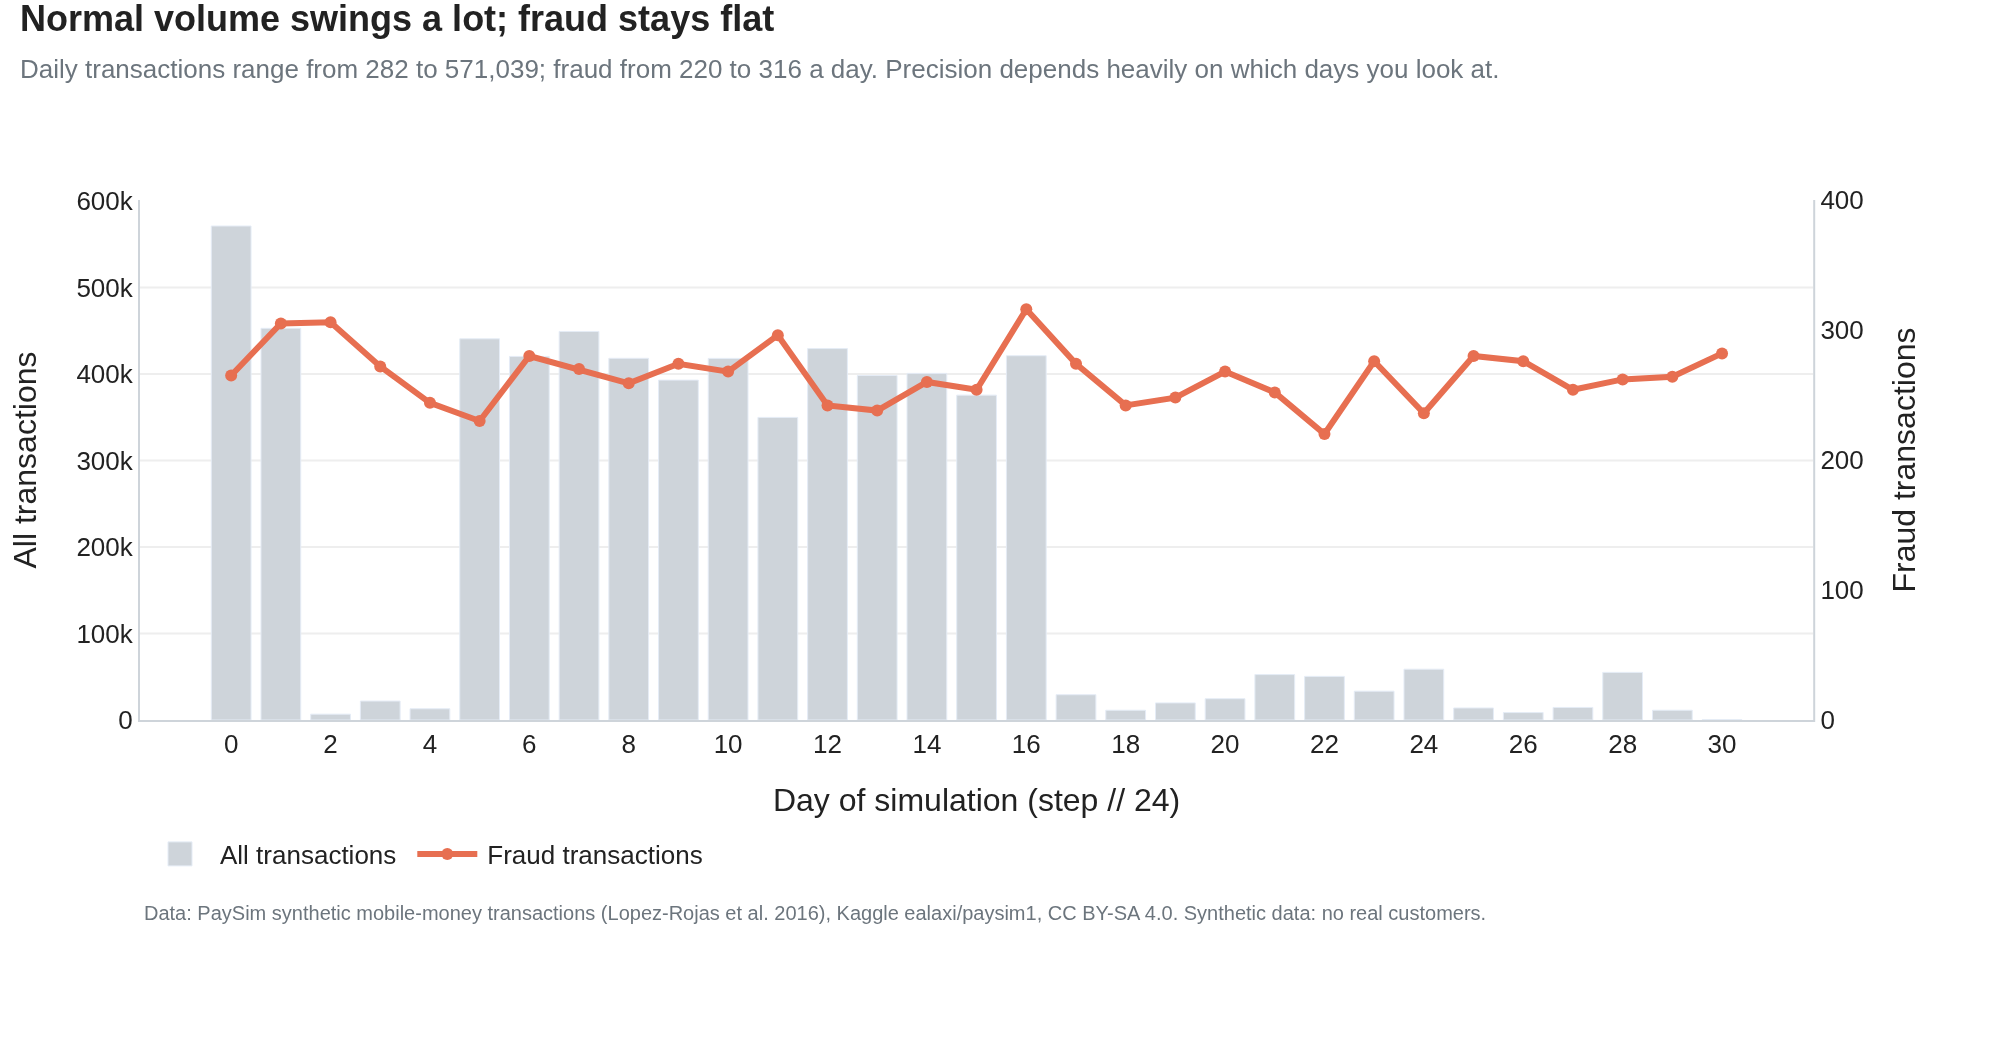 Normal volume swings a lot; fraud stays flat
Daily transactions range from 282 to 571,039; fraud from 220 to 316 a day. Precision depends heavily on which days you look at.
600k
500k
400k
300k
200k
100k
0
All transactions
400
300
200
100
0
Fraud transactions
0 2 4 6 8 10 12 14 16 18 20 22 24 26 28 30
Day of simulation (step // 24)
All transactions Fraud transactions
Data: PaySim synthetic mobile-money transactions (Lopez-Rojas et al. 2016), Kaggle ealaxi/paysim1, CC BY-SA 4.0. Synthetic data: no real customers.